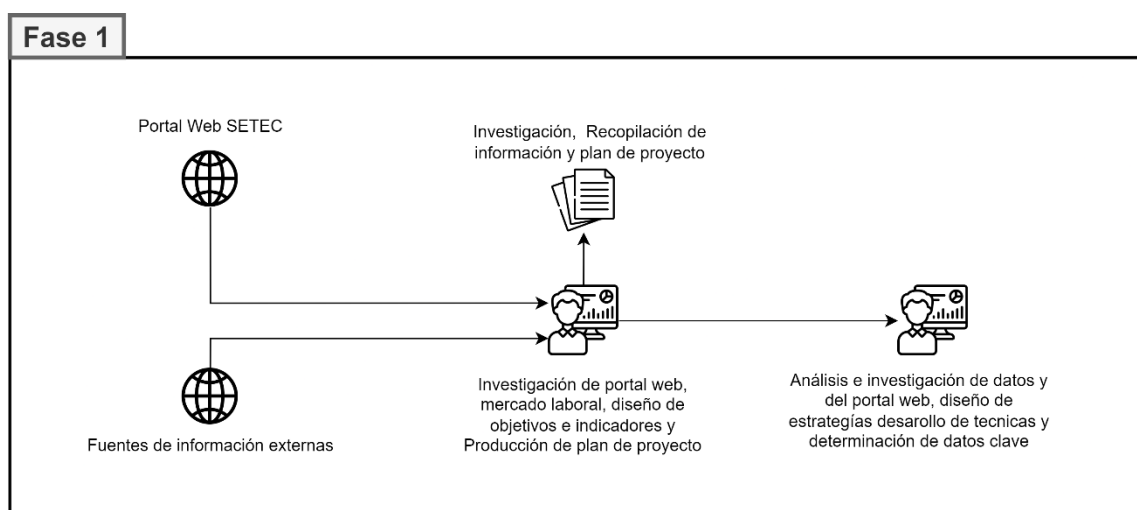 Fase 1
Portal Web SETEC
Investigación, Recopilación de
información y plan de proyecto
Fuentes de información externas
Investigación de portal web,
mercado laboral, diseño de
objetivos e indicadores y
Producción de plan de proyecto
Análisis e investigación de datos y
del portal web, diseño de
estrategías desarollo de tecnicas y
determinación de datos clave